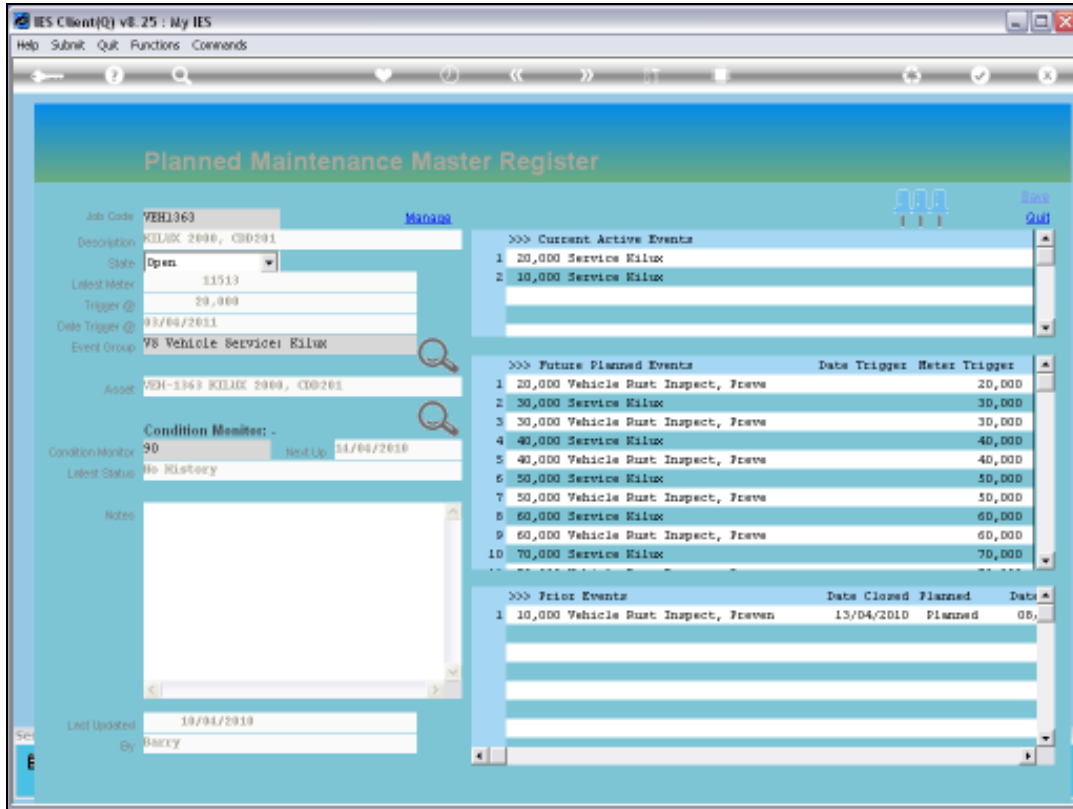 IES Client(Q) v8.25 : My IES
Help Submit Quit Functions Commands
Planned Maintenance Master Register
Save
Job Code VEH1363 Manage Quit
Description KILUX 2000, CDD201
State Open
Latest Meter 11513
Trigger @ 20,000
Date Trigger @ 03/04/2011
Event Group V8 Vehicle Service: Kilux
Asset VEH-1363 KILUX 2000, CDD201
Condition Monitor: -
Condition Monitor 90 Next Up 14/04/2010
Latest Status No History
Notes
Last Updated 10/04/2010
By Barry
>>> Current Active Events
1 20,000 Service Kilux
2 10,000 Service Kilux
>>> Future Planned Events Date Trigger Meter Trigger
1 20,000 Vehicle Rust Inspect, Preve 20,000
2 30,000 Service Kilux 30,000
3 30,000 Vehicle Rust Inspect, Preve 30,000
4 40,000 Service Kilux 40,000
5 40,000 Vehicle Rust Inspect, Preve 40,000
6 50,000 Service Kilux 50,000
7 50,000 Vehicle Rust Inspect, Preve 50,000
8 60,000 Service Kilux 60,000
9 60,000 Vehicle Rust Inspect, Preve 60,000
10 70,000 Service Kilux 70,000
>>> Prior Events Date Closed Planned Date
1 10,000 Vehicle Rust Inspect, Preven 13/04/2010 Planned 08,